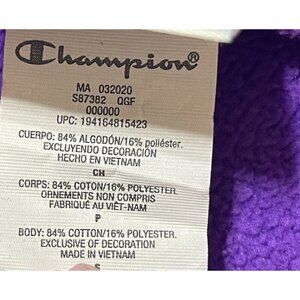 Champion®
MA 032020
S87382 QGF
000000
UPC: 194164815423
CUERPO: 84% ALGODÓN/16% poliéster.
EXCLUYENDO DECORACIÓN
HECHO EN VIETNAM
CH
CORPS: 84% COTON/16% POLYESTER.
ORNEMENTS NON COMPRIS
FABRIQUÉ AU VIÊT-NAM
P
BODY: 84% COTTON/16% POLYESTER.
EXCLUSIVE OF DECORATION
MADE IN VIETNAM
S